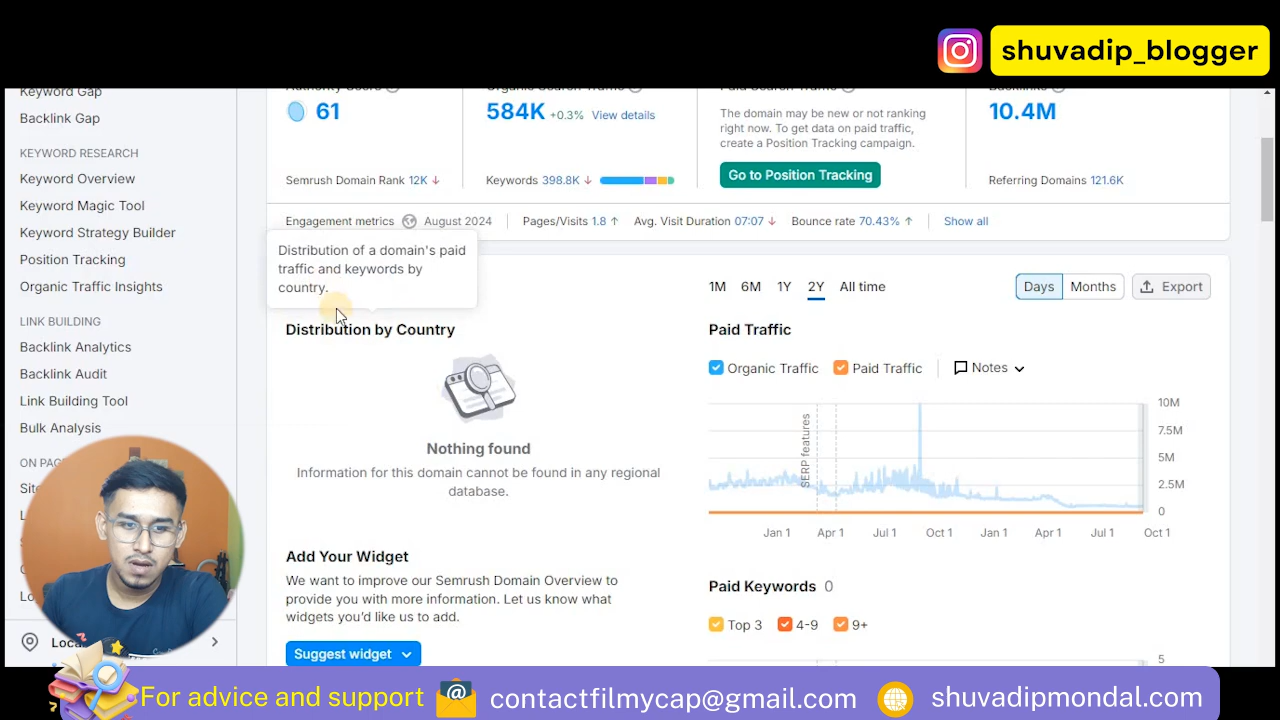 shuvadip_blogger
Keyword Gap
Backlink Gap
KEYWORD RESEARCH
Keyword Overview
Keyword Magic Tool
Keyword Strategy Builder
Position Tracking
Organic Traffic Insights
LINK BUILDING
Backlink Analytics
Backlink Audit
Link Building Tool
Bulk Analysis
ON PAG
Sit
Loca
61
Semrush Domain Rank 12K ↓
584K +0.3% View details
Keywords 398.8K ↓
The domain may be new or not ranking
right now. To get data on paid traffic,
create a Position Tracking campaign.
Go to Position Tracking
10.4M
Referring Domains 121.6K
Engagement metrics August 2024 Pages/Visits 1.8 ↑ Avg. Visit Duration 07:07 ↓ Bounce rate 70.43% ↑ Show all
Distribution of a domain's paid
traffic and keywords by
country.
1M 6M 1Y 2Y All time Days Months Export
Distribution by Country
Nothing found
Information for this domain cannot be found in any regional
database.
Add Your Widget
We want to improve our Semrush Domain Overview to
provide you with more information. Let us know what
widgets you'd like us to add.
Suggest widget
Paid Traffic
Organic Traffic Paid Traffic Notes
SERP features
10M
7.5M
5M
2.5M
0
Jan 1 Apr 1 Jul 1 Oct 1 Jan 1 Apr 1 Jul 1 Oct 1
Paid Keywords 0
Top 3 4-9 9+
5
For advice and support contactfilmycap@gmail.com shuvadipmondal.com